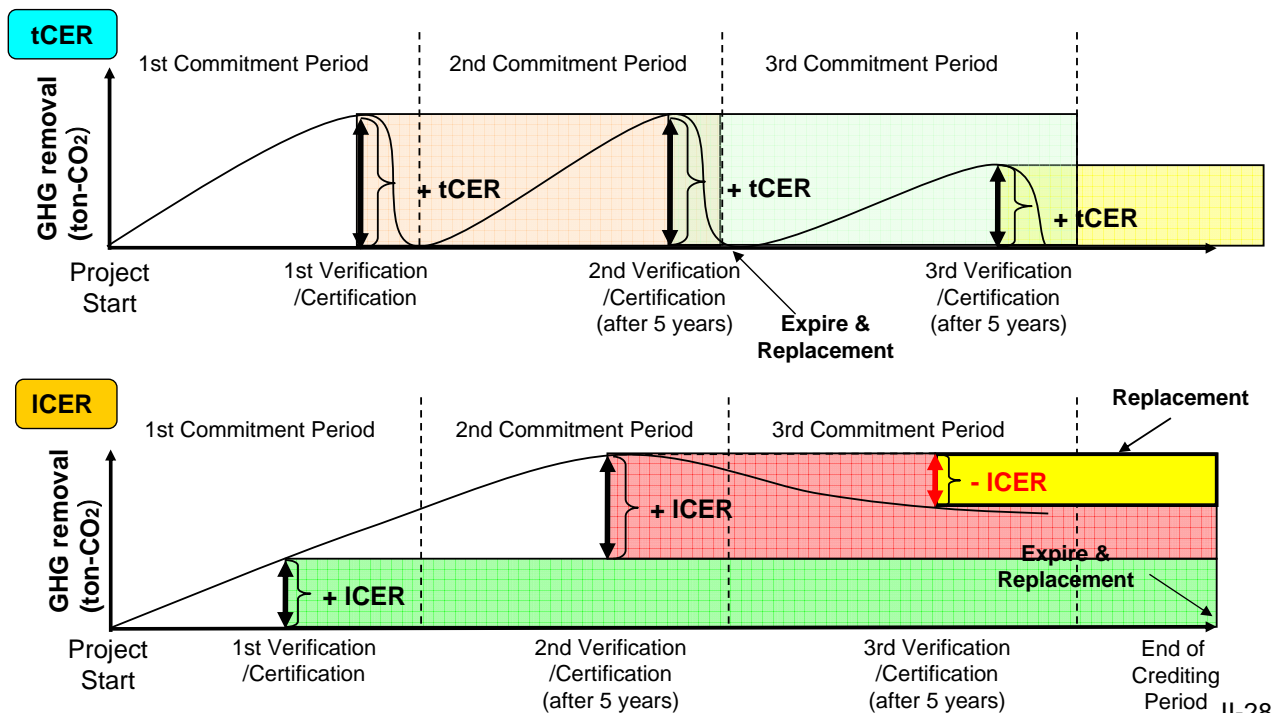 tCER
1st Commitment Period
2nd Commitment Period
3rd Commitment Period
GHG removal
(ton-CO2)
+ tCER
+ tCER
+ tCER
Project
Start
1st Verification
/Certification
2nd Verification
/Certification
(after 5 years)
Expire &
Replacement
3rd Verification
/Certification
(after 5 years)
lCER
1st Commitment Period
2nd Commitment Period
3rd Commitment Period
Replacement
GHG removal
(ton-CO2)
- lCER
+ lCER
Expire &
Replacement
+ lCER
Project
Start
1st Verification
/Certification
2nd Verification
/Certification
(after 5 years)
3rd Verification
/Certification
(after 5 years)
End of
Crediting
Period
II-28